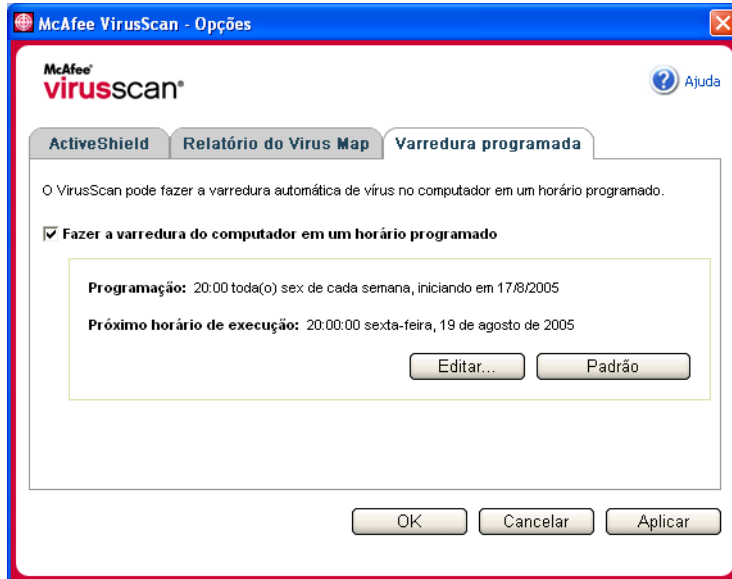 McAfee VirusScan - Opções
McAfee®
virusscan®
Ajuda
ActiveShield
Relatório do Virus Map
Varredura programada
O VirusScan pode fazer a varredura automática de vírus no computador em um horário programado.
Fazer a varredura do computador em um horário programado
Programação: 20:00 toda(o) sex de cada semana, iniciando em 17/8/2005
Próximo horário de execução: 20:00:00 sexta-feira, 19 de agosto de 2005
Editar...
Padrão
OK
Cancelar
Aplicar